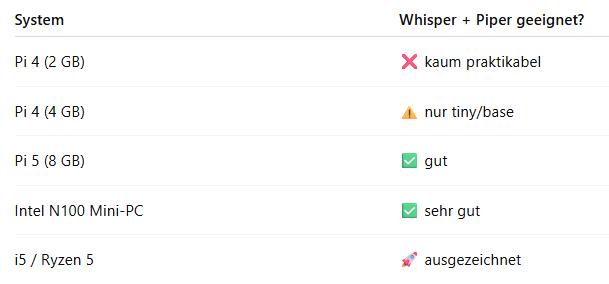 System Whisper + Piper geeignet?
Pi 4 (2 GB) ❌ kaum praktikabel
Pi 4 (4 GB) ⚠️ nur tiny/base
Pi 5 (8 GB) ✅ gut
Intel N100 Mini-PC ✅ sehr gut
i5 / Ryzen 5 🚀 ausgezeichnet